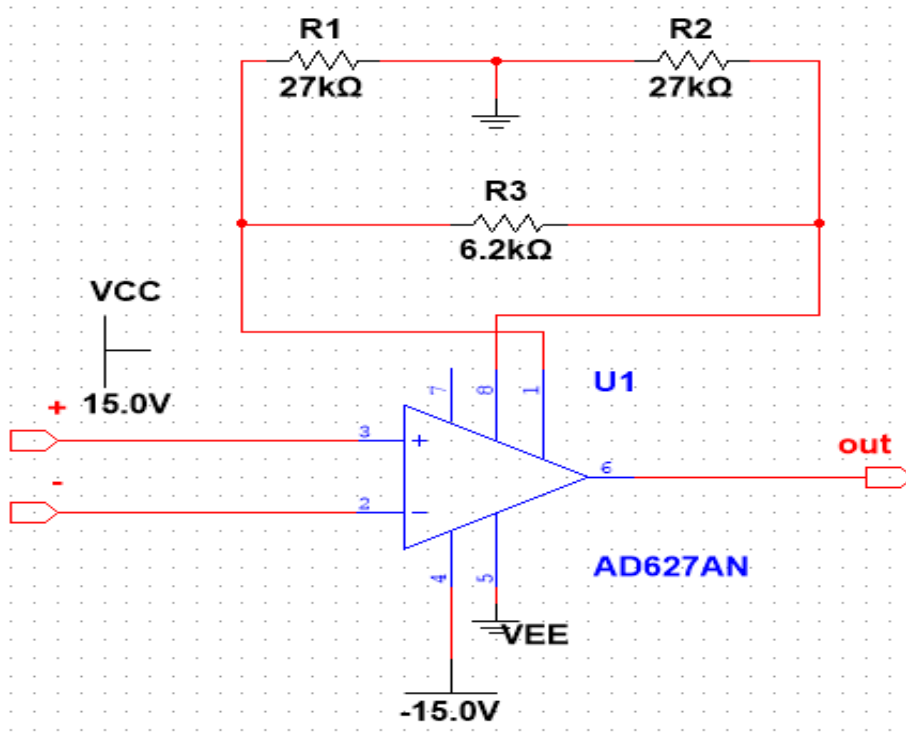 R1
27kΩ
R2
27kΩ
R3
6.2kΩ
VCC
15.0V
+
-
7
8
1
U1
3
+
2
−
6
out
4
5
AD627AN
VEE
-15.0V